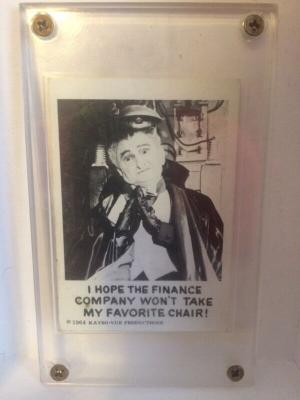 I HOPE THE FINANCE
COMPANY WON'T TAKE
MY FAVORITE CHAIR!
© 1964 KAYRO-VUE PRODUCTIONS